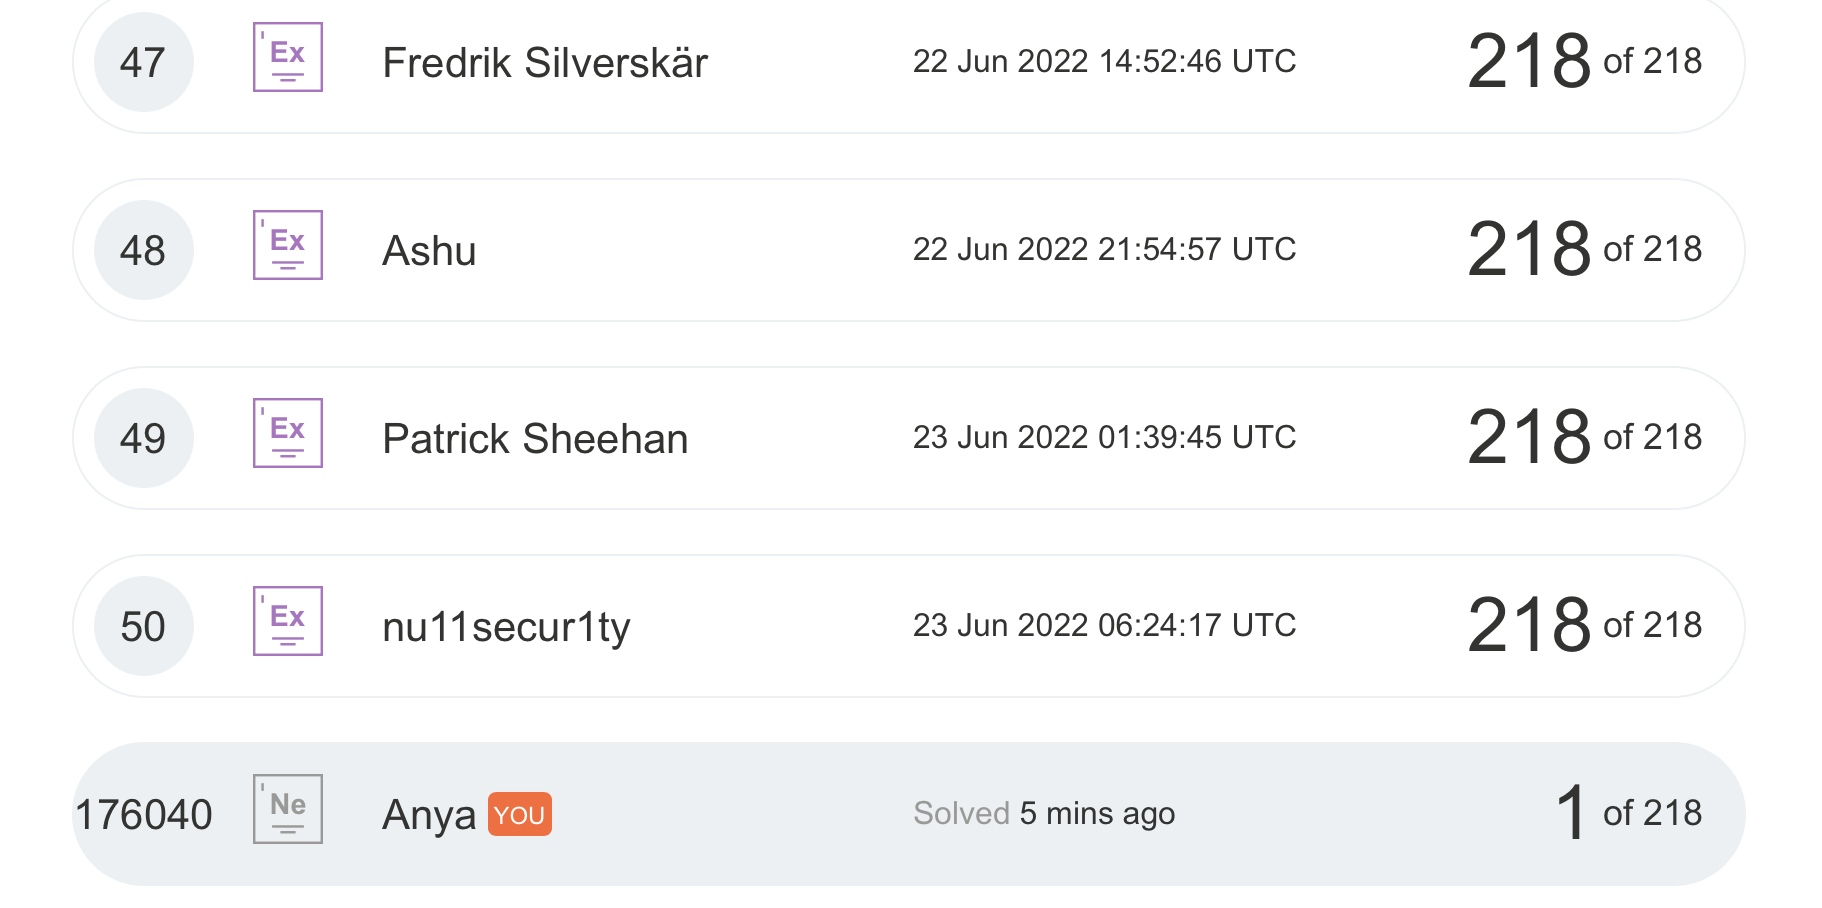 47 Ex Fredrik Silverskär 22 Jun 2022 14:52:46 UTC 218 of 218
48 Ex Ashu 22 Jun 2022 21:54:57 UTC 218 of 218
49 Ex Patrick Sheehan 23 Jun 2022 01:39:45 UTC 218 of 218
50 Ex nu11secur1ty 23 Jun 2022 06:24:17 UTC 218 of 218
176040 Ne Anya YOU Solved 5 mins ago 1 of 218